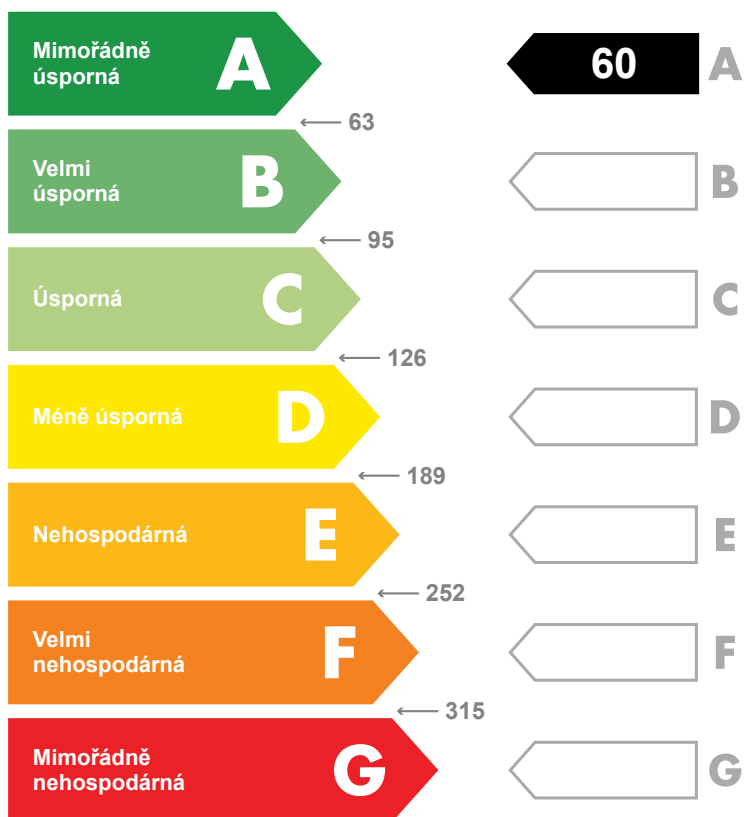 Mimořádně
úsporná
A
60
A
← 63
Velmi
úsporná
B
B
← 95
Úsporná
C
C
← 126
Méně úsporná
D
D
← 189
Nehospodárná
E
E
← 252
Velmi
nehospodárná
F
F
← 315
Mimořádně
nehospodárná
G
G